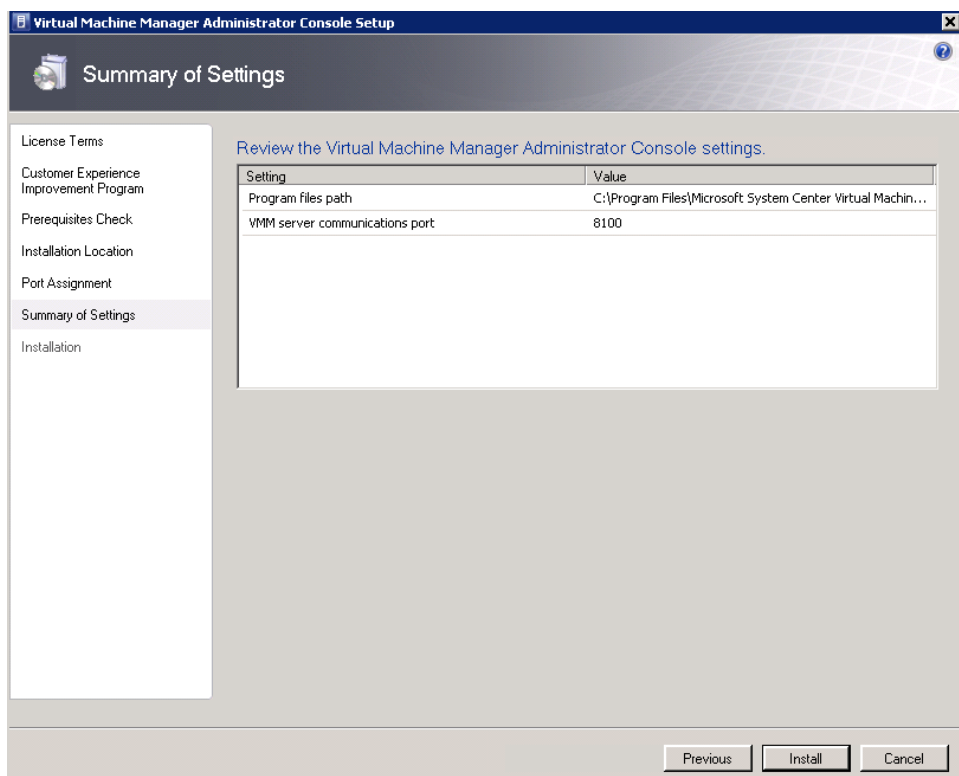 Virtual Machine Manager Administrator Console Setup
Summary of Settings
License Terms
Customer Experience
Improvement Program
Prerequisites Check
Installation Location
Port Assignment
Summary of Settings
Installation
Review the Virtual Machine Manager Administrator Console settings.
Setting Value
Program files path C:\Program Files\Microsoft System Center Virtual Machin...
VMM server communications port 8100
Previous Install Cancel